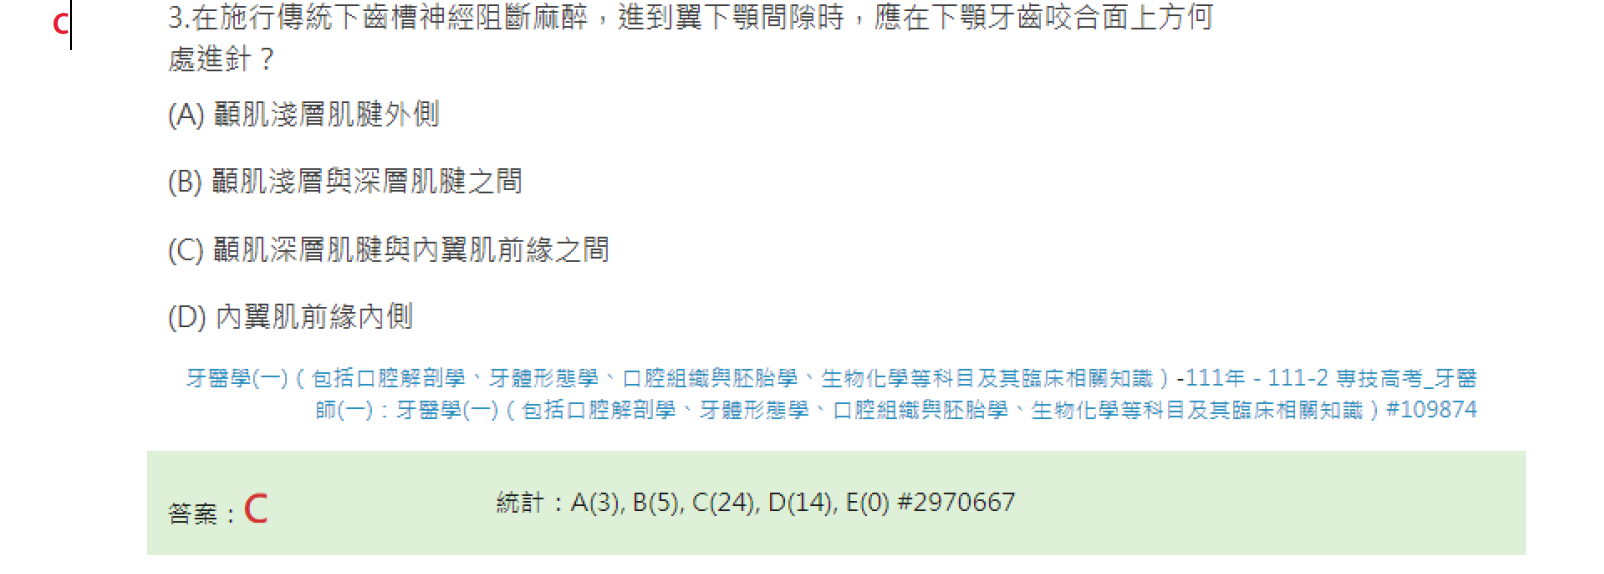 C
3.在施行傳統下齒槽神經阻斷麻醉，進到翼下顎間隙時，應在下顎牙齒咬合面上方何
處進針？
(A) 顳肌淺層肌腱外側
(B) 顳肌淺層與深層肌腱之間
(C) 顳肌深層肌腱與內翼肌前緣之間
(D) 內翼肌前緣內側
牙醫學(一)（包括口腔解剖學、牙體形態學、口腔組織與胚胎學、生物化學等科目及其臨床相關知識）-111年 - 111-2 專技高考_牙醫
師(一)：牙醫學(一)（包括口腔解剖學、牙體形態學、口腔組織與胚胎學、生物化學等科目及其臨床相關知識）#109874
答案：C 統計：A(3), B(5), C(24), D(14), E(0) #2970667